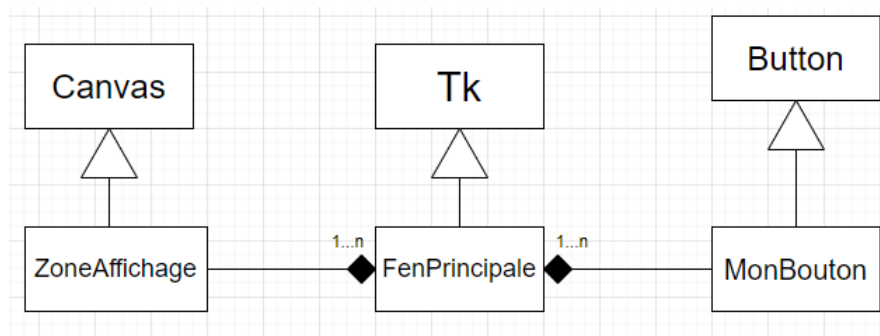 Canvas
Tk
Button
1...n
1...n
ZoneAffichage
FenPrincipale
MonBouton